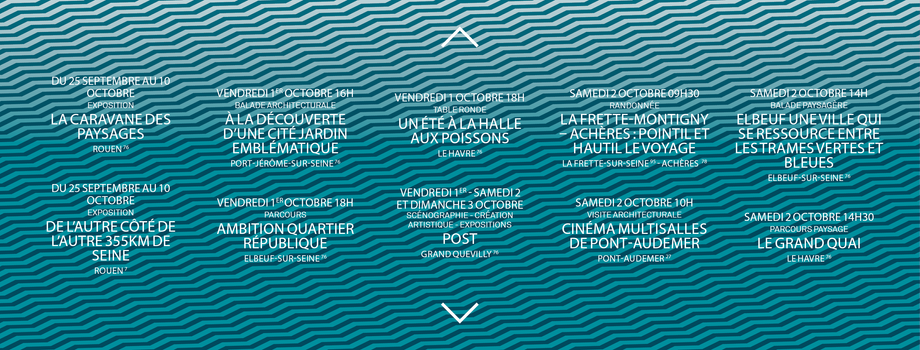 DU 25 SEPTEMBRE AU 10
OCTOBRE
EXPOSITION
LA CARAVANE DES
PAYSAGES
ROUEN 76
VENDREDI 1ER OCTOBRE 16H
BALADE ARCHITECTURALE
À LA DÉCOUVERTE
D'UNE CITÉ JARDIN
EMBLÉMATIQUE
PORT-JÉRÔME-SUR-SEINE 76
VENDREDI 1 OCTOBRE 18H
TABLE RONDE
UN ÉTÉ À LA HALLE
AUX POISSONS
LE HAVRE 76
SAMEDI 2 OCTOBRE 09H30
RANDONNÉE
LA FRETTE-MONTIGNY
– ACHÈRES : POINTIL ET
HAUTIL LE VOYAGE
LA FRETTE-SUR-SEINE 95 - ACHÈRES 78
SAMEDI 2 OCTOBRE 14H
BALADE PAYSAGÈRE
ELBEUF UNE VILLE QUI
SE RESSOURCE ENTRE
LES TRAMES VERTES ET
BLEUES
ELBEUF-SUR-SEINE 76
DU 25 SEPTEMBRE AU 10
OCTOBRE
EXPOSITION
DE L'AUTRE CÔTÉ DE
L'AUTRE 355KM DE
SEINE
ROUEN 7
VENDREDI 1ER OCTOBRE 18H
PARCOURS
AMBITION QUARTIER
RÉPUBLIQUE
ELBEUF-SUR-SEINE 76
VENDREDI 1ER - SAMEDI 2
ET DIMANCHE 3 OCTOBRE
SCÉNOGRAPHIE - CRÉATION
ARTISTIQUE - EXPOSITIONS
POST
GRAND QUEVILLY 76
SAMEDI 2 OCTOBRE 10H
VISITE ARCHITECTURALE
CINÉMA MULTISALLES
DE PONT-AUDEMER
PONT-AUDEMER 27
SAMEDI 2 OCTOBRE 14H30
PARCOURS PAYSAGE
LE GRAND QUAI
LE HAVRE 76